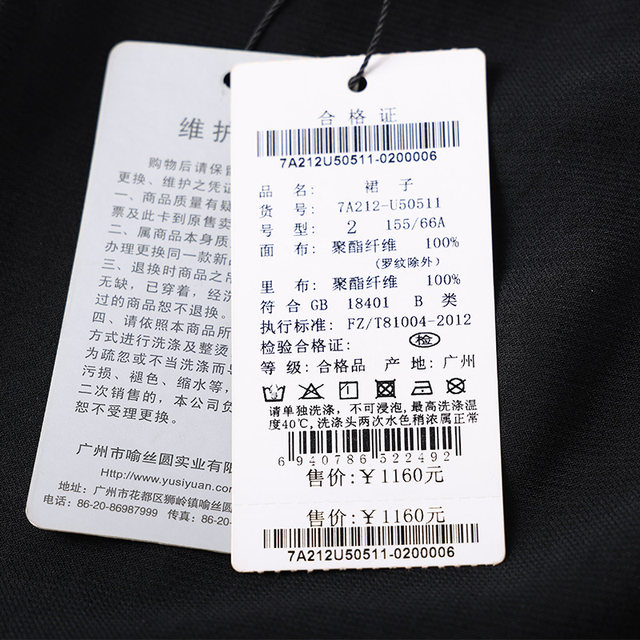 维护
购物后请保留
更换、维护之凭证
一、商品质量有疑
票及此卡到原售卖
二、属商品本身质
办理更换同一款新
三、退换时商品之
无缺，已穿着，经洗
过的商品恕不退换。
四、请依照本商品所
方式进行洗涤及整烫
为疏忽或不当洗涤而导
污损、褪色、缩水等，
二次销售的，本公司
恕不受理更换。
广州市喻丝圆实业有限
Http://www.yusiyuan.com
地址：广州市花都区狮岭镇喻丝圆
电话：86-20-86987999 传真：86-20
合格证
7A212U50511-0200006
品名: 裙子
货号: 7A212-U50511
号型: 2 155/66A
面布: 聚酯纤维 100%
(罗纹除外)
里布: 聚酯纤维 100%
符合GB 18401 B 类
执行标准: FZ/T81004-2012
检验合格证: 检
等级:合格品 产地:广州
请单独洗涤，不可浸泡,最高洗涤温
度40℃,洗涤头两次水色稍浓属正常
6940786522492
售价:￥1160元
售价:￥1160元
7A212U50511-0200006